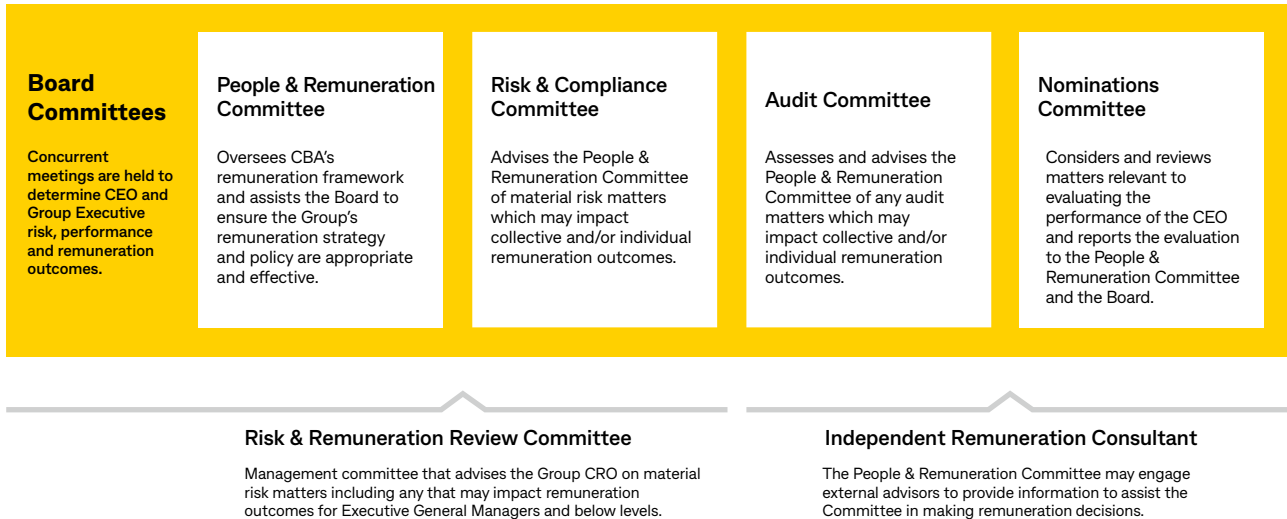 Board
Committees
Concurrent
meetings are held to
determine CEO and
Group Executive
risk, performance
and remuneration
outcomes.
People & Remuneration
Committee
Oversees CBA’s
remuneration framework
and assists the Board to
ensure the Group’s
remuneration strategy
and policy are appropriate
and effective.
Risk & Compliance
Committee
Advises the People &
Remuneration Committee
of material risk matters
which may impact
collective and/or individual
remuneration outcomes.
Audit Committee
Assesses and advises the
People & Remuneration
Committee of any audit
matters which may
impact collective and/or
individual remuneration
outcomes.
Nominations
Committee
Considers and reviews
matters relevant to
evaluating the
performance of the CEO
and reports the evaluation
to the People &
Remuneration Committee
and the Board.
Risk & Remuneration Review Committee
Management committee that advises the Group CRO on material
risk matters including any that may impact remuneration
outcomes for Executive General Managers and below levels.
Independent Remuneration Consultant
The People & Remuneration Committee may engage
external advisors to provide information to assist the
Committee in making remuneration decisions.